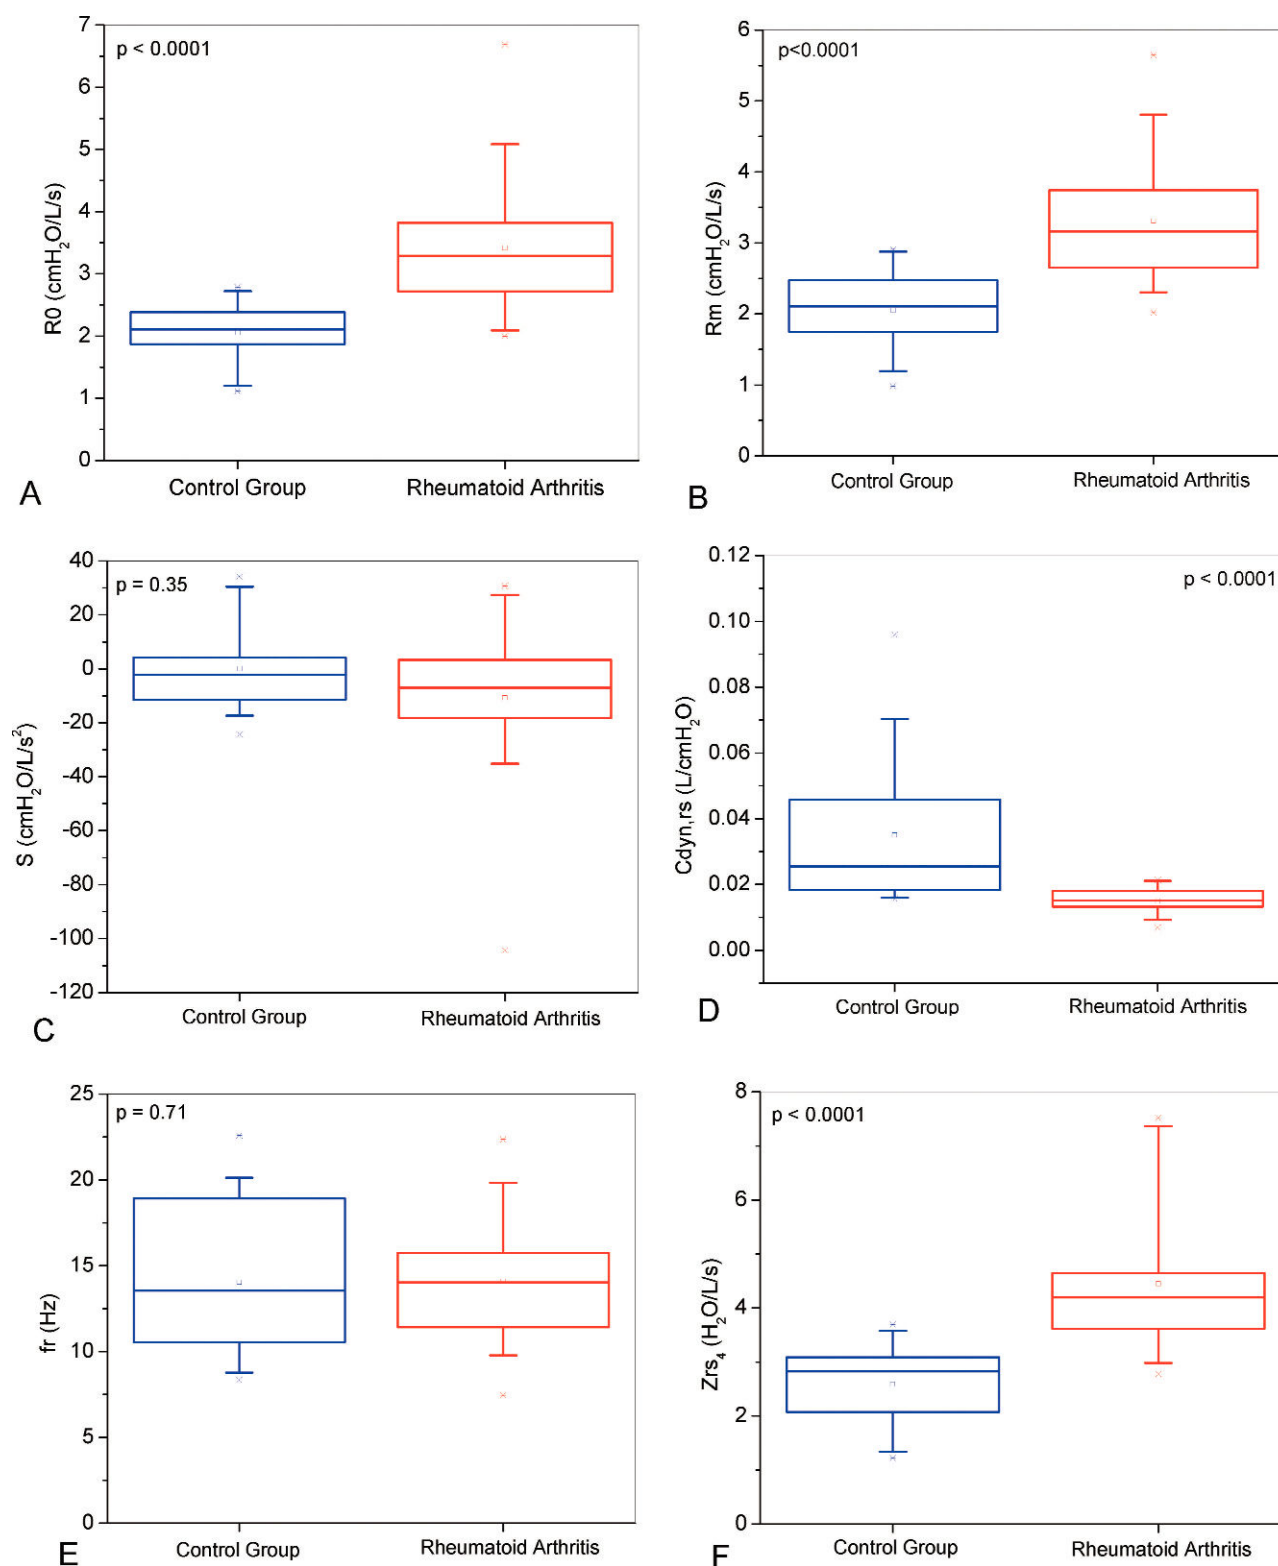 7
6
5
4
3
2
1
0
R0 (cmH₂O/L/s)
p < 0.0001
Control Group
Rheumatoid Arthritis
A
6
5
4
3
2
1
0
Rm (cmH₂O/L/s)
p<0.0001
Control Group
Rheumatoid Arthritis
B
40
20
0
-20
-40
-60
-80
-100
-120
S (cmH₂O/L/s²)
p = 0.35
Control Group
Rheumatoid Arthritis
C
0.12
0.10
0.08
0.06
0.04
0.02
0.00
Cdyn,rs (L/cmH₂O)
p < 0.0001
Control Group
Rheumatoid Arthritis
D
25
20
15
10
5
0
fr (Hz)
p = 0.71
Control Group
Rheumatoid Arthritis
E
8
6
4
2
0
Zrs₄ (H₂O/L/s)
p < 0.0001
Control Group
Rheumatoid Arthritis
F